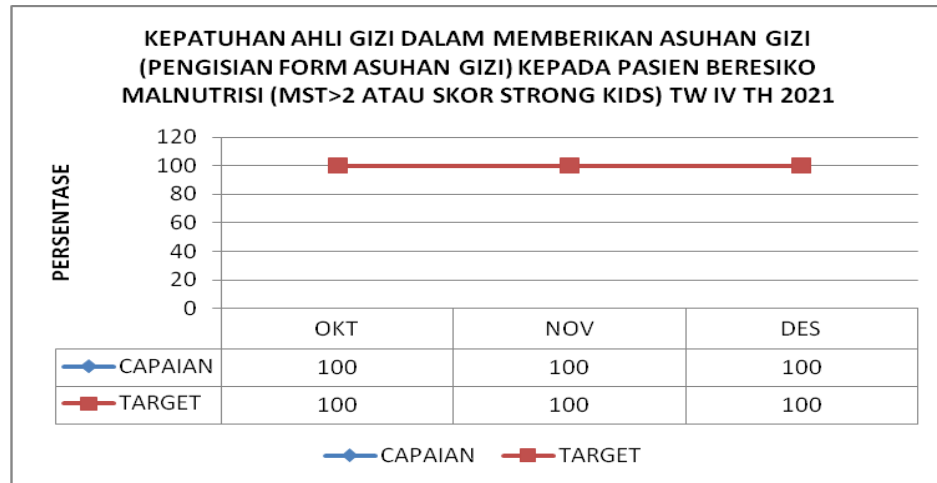 KEPATUHAN AHLI GIZI DALAM MEMBERIKAN ASUHAN GIZI
(PENGISIAN FORM ASUHAN GIZI) KEPADA PASIEN BERESIKO
MALNUTRISI (MST>2 ATAU SKOR STRONG KIDS) TW IV TH 2021
PERSENTASE
120
100
80
60
40
20
0
OKT NOV DES
CAPAIAN 100 100 100
TARGET 100 100 100
CAPAIAN TARGET